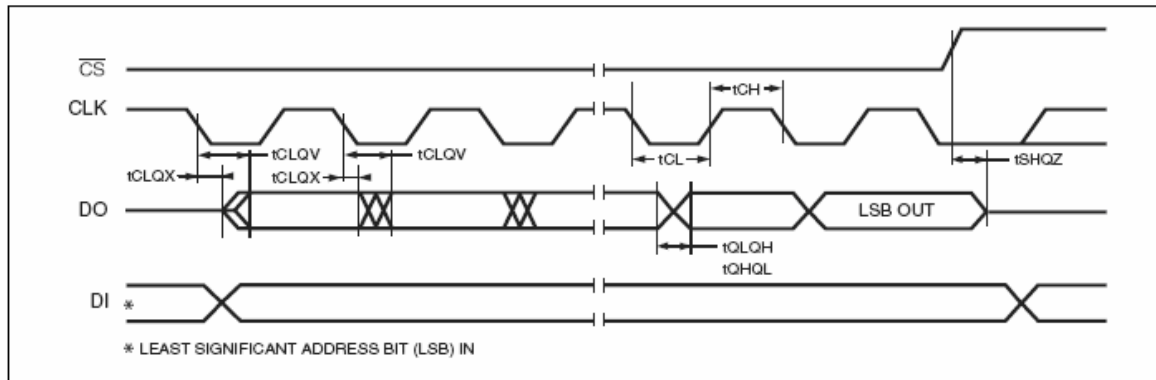 CS
CLK
tCH
tCLQV
tCLQV
tCL
tSHQZ
tCLQX
tCLQX
DO
LSB OUT
tQLQH
tQHQL
DI *
* LEAST SIGNIFICANT ADDRESS BIT (LSB) IN